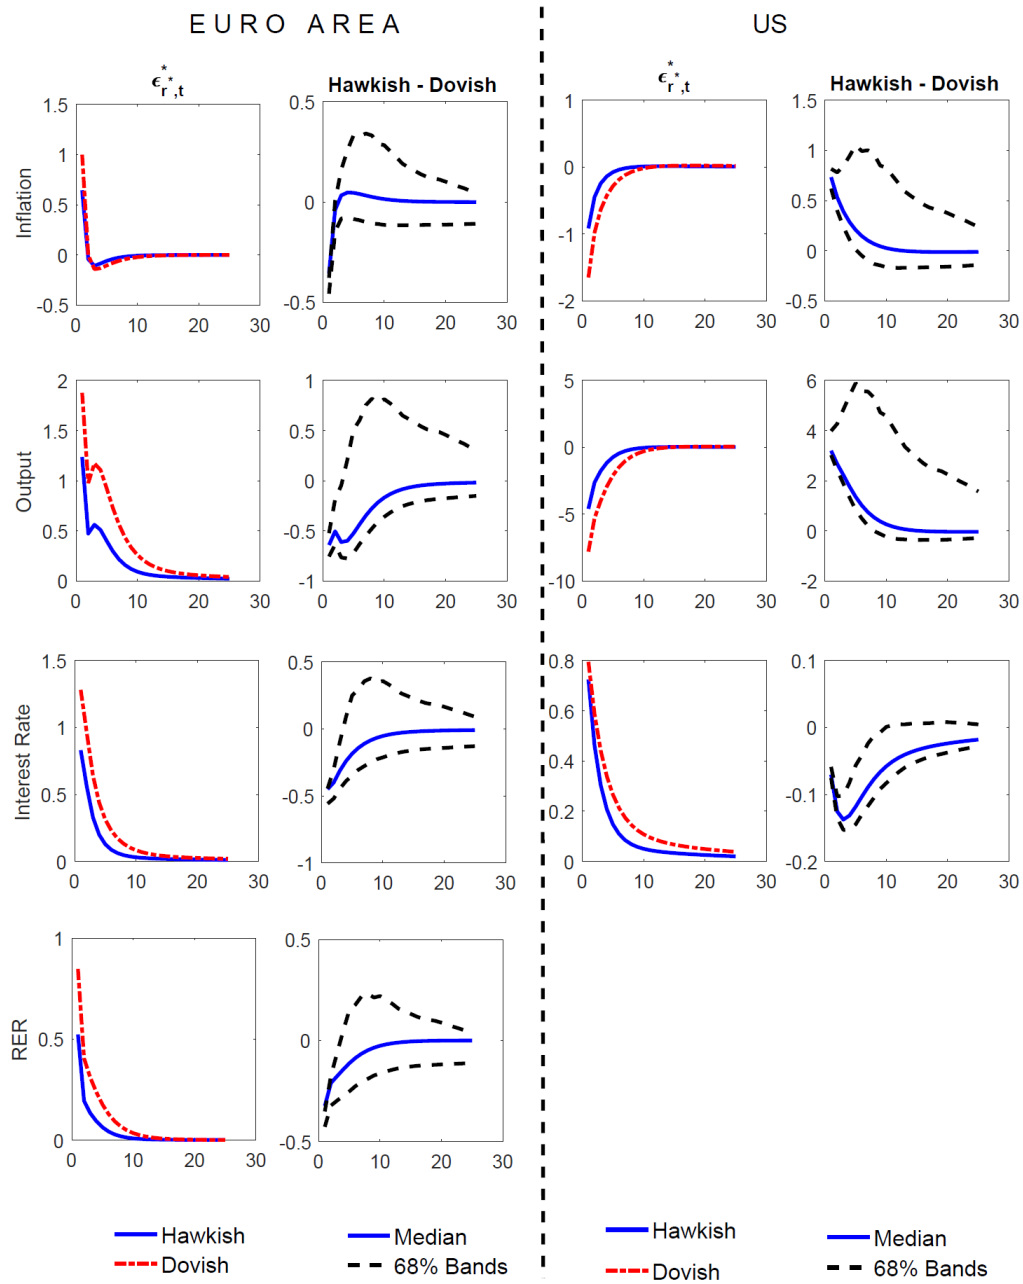 EURO AREA
US
ϵ*r*,t
Hawkish - Dovish
ϵ*r*,t
Hawkish - Dovish
Inflation
1.5
1
0.5
0
-0.5
0 10 20 30
0.5
0
-0.5
0 10 20 30
1
0
-1
-2
0 10 20 30
1.5
1
0.5
0
-0.5
0 10 20 30
Output
2
1.5
1
0.5
0
0 10 20 30
1
0.5
0
-0.5
-1
0 10 20 30
5
0
-5
-10
0 10 20 30
6
4
2
0
-2
0 10 20 30
Interest Rate
1.5
1
0.5
0
0 10 20 30
0.5
0
-0.5
-1
0 10 20 30
0.8
0.6
0.4
0.2
0
0 10 20 30
0.1
0
-0.1
-0.2
0 10 20 30
RER
1
0.5
0
0 10 20 30
0.5
0
-0.5
0 10 20 30
Hawkish
Dovish
Median
68% Bands
Hawkish
Dovish
Median
68% Bands